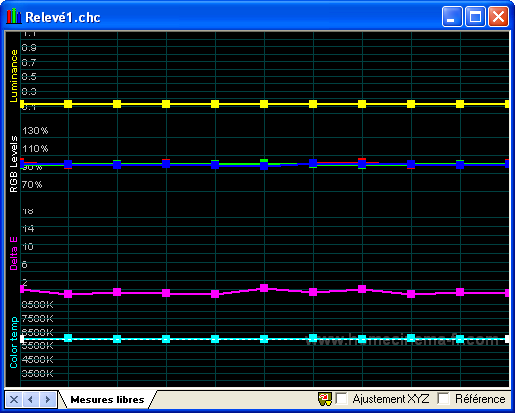 Relevé1.chc
1.1
0.9
0.7
0.5
0.3
0.1
Luminance
130%
110%
90%
70%
RGB Levels
18
14
10
6
2
Delta E
9500K
7500K
6500K
5500K
4500K
3500K
Color temp
www.homecinema-fr.com
Mesures libres
Ajustement XYZ
Référence